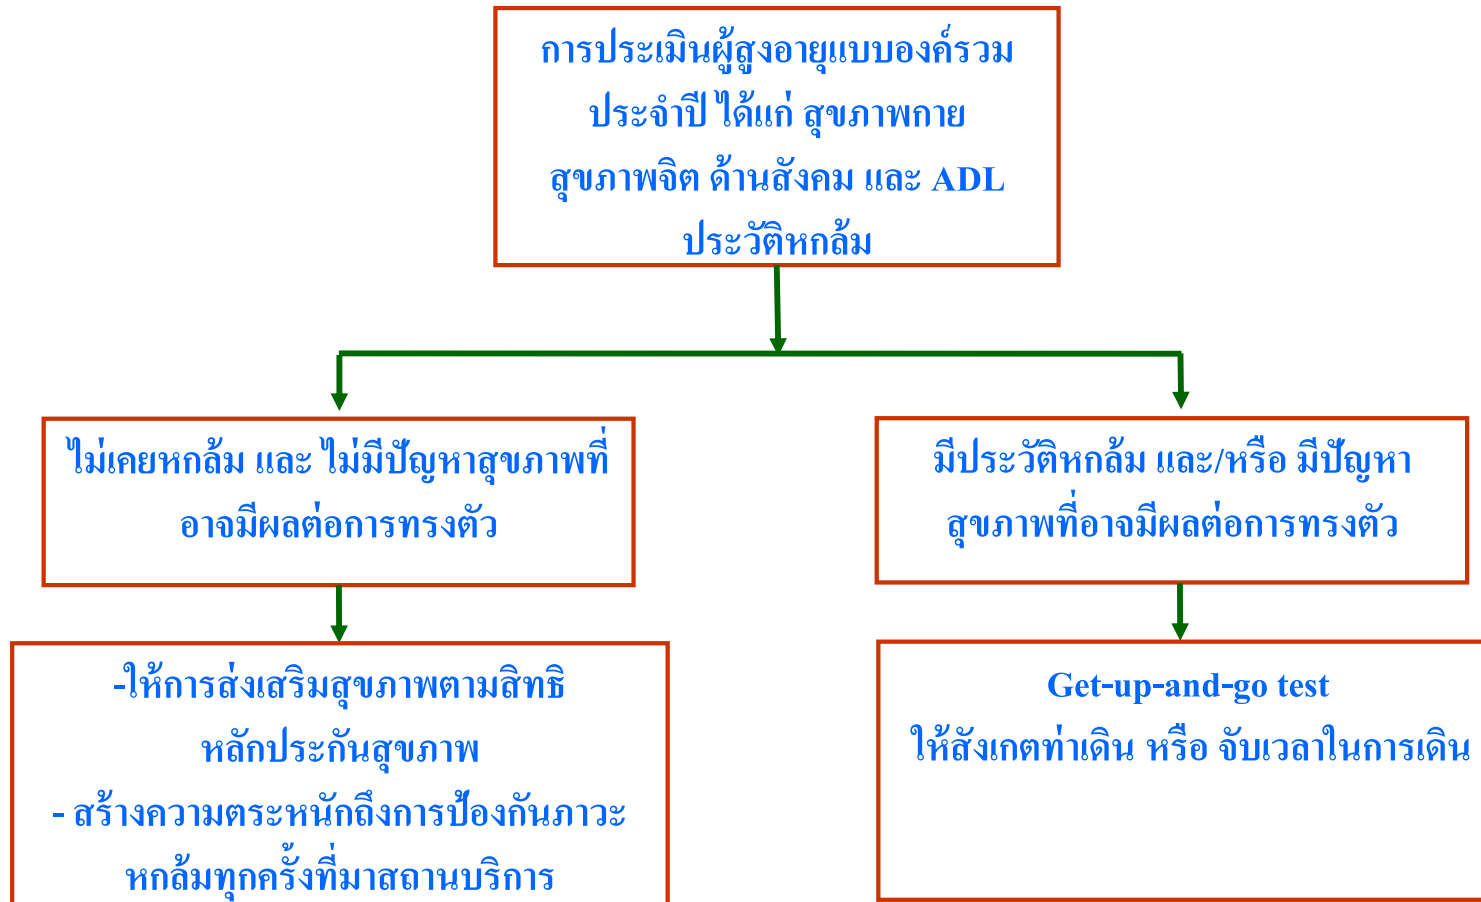 การประเมินผู้สูงอายุแบบองค์รวม
ประจำปี ได้แก่ สุขภาพกาย
สุขภาพจิต ด้านสังคม และ ADL
ประวัติหกล้ม
ไม่เคยหกล้ม และ ไม่มีปัญหาสุขภาพที่
อาจมีผลต่อการทรงตัว
มีประวัติหกล้ม และ/หรือ มีปัญหา
สุขภาพที่อาจมีผลต่อการทรงตัว
-ให้การส่งเสริมสุขภาพตามสิทธิ
หลักประกันสุขภาพ
- สร้างความตระหนักถึงการป้องกันภาวะ
หกล้มทุกครั้งที่มาสถานบริการ
Get-up-and-go test
ให้สังเกตท่าเดิน หรือ จับเวลาในการเดิน